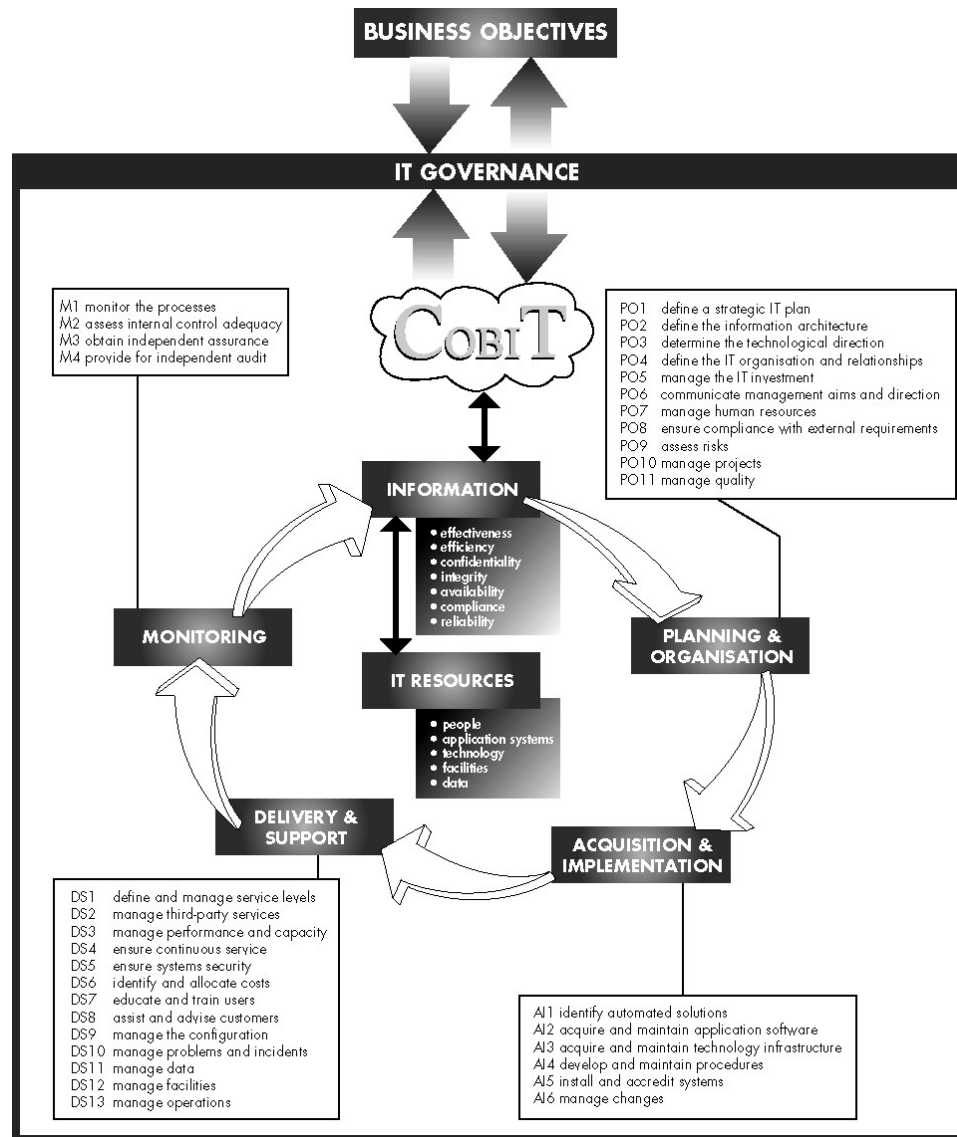 BUSINESS OBJECTIVES
IT GOVERNANCE
COBIT
M1 monitor the processes
M2 assess internal control adequacy
M3 obtain independent assurance
M4 provide for independent audit
PO1 define a strategic IT plan
PO2 define the information architecture
PO3 determine the technological direction
PO4 define the IT organisation and relationships
PO5 manage the IT investment
PO6 communicate management aims and direction
PO7 manage human resources
PO8 ensure compliance with external requirements
PO9 assess risks
PO10 manage projects
PO11 manage quality
INFORMATION
• effectiveness
• efficiency
• confidentiality
• integrity
• availability
• compliance
• reliability
MONITORING
PLANNING &
ORGANISATION
IT RESOURCES
• people
• application systems
• technology
• facilities
• data
DELIVERY &
SUPPORT
ACQUISITION &
IMPLEMENTATION
DS1 define and manage service levels
DS2 manage third-party services
DS3 manage performance and capacity
DS4 ensure continuous service
DS5 ensure systems security
DS6 identify and allocate costs
DS7 educate and train users
DS8 assist and advise customers
DS9 manage the configuration
DS10 manage problems and incidents
DS11 manage data
DS12 manage facilities
DS13 manage operations
AI1 identify automated solutions
AI2 acquire and maintain application software
AI3 acquire and maintain technology infrastructure
AI4 develop and maintain procedures
AI5 install and accredit systems
AI6 manage changes